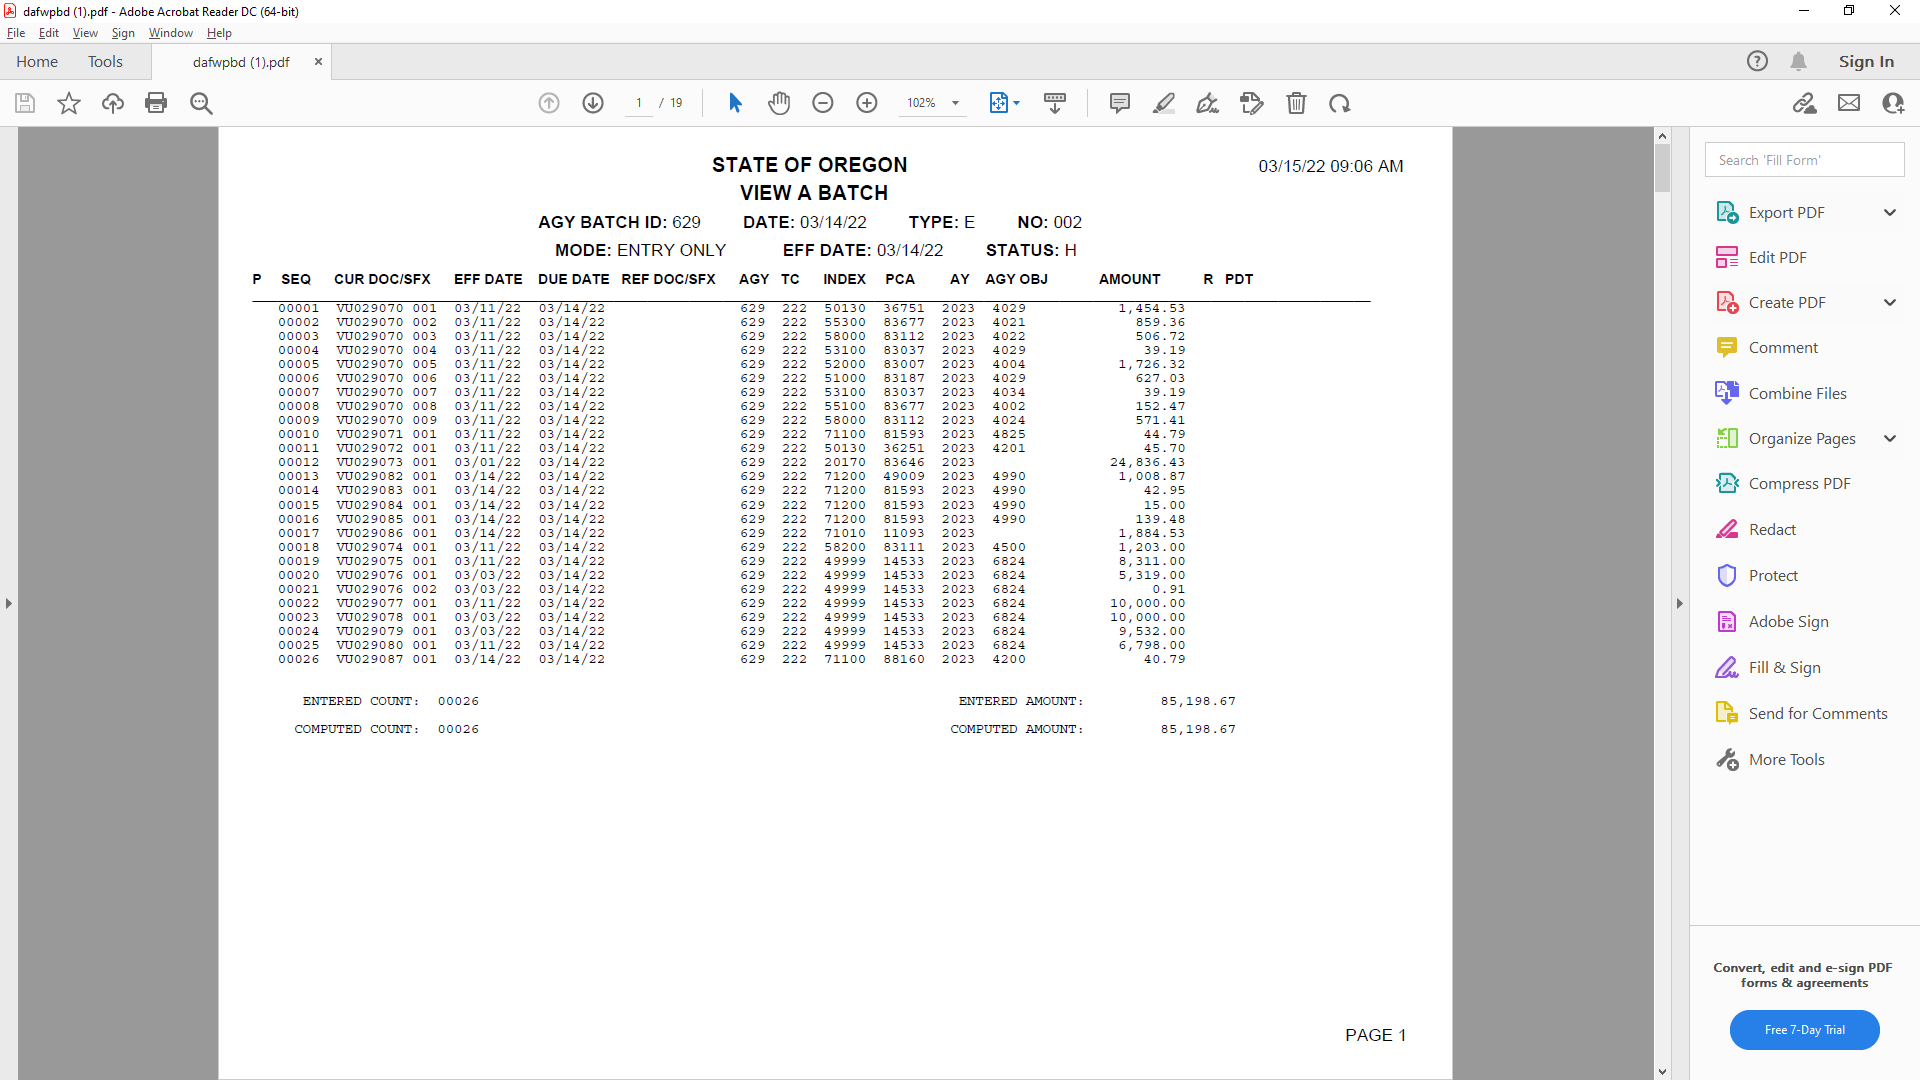 dafwpbd (1).pdf - Adobe Acrobat Reader DC (64-bit)
File Edit View Sign Window Help
Home Tools dafwpbd (1).pdf × Sign In
1 / 19 102%
STATE OF OREGON 03/15/22 09:06 AM
VIEW A BATCH
AGY BATCH ID: 629 DATE: 03/14/22 TYPE: E NO: 002
MODE: ENTRY ONLY EFF DATE: 03/14/22 STATUS: H
P SEQ CUR DOC/SFX EFF DATE DUE DATE REF DOC/SFX AGY TC INDEX PCA AY AGY OBJ AMOUNT R PDT
00001 VU029070 001 03/11/22 03/14/22 629 222 50130 36751 2023 4029 1,454.53
00002 VU029070 002 03/11/22 03/14/22 629 222 55300 83677 2023 4021 859.36
00003 VU029070 003 03/11/22 03/14/22 629 222 58000 83112 2023 4022 506.72
00004 VU029070 004 03/11/22 03/14/22 629 222 53100 83037 2023 4029 39.19
00005 VU029070 005 03/11/22 03/14/22 629 222 52000 83007 2023 4004 1,726.32
00006 VU029070 006 03/11/22 03/14/22 629 222 51000 83187 2023 4029 627.03
00007 VU029070 007 03/11/22 03/14/22 629 222 53100 83037 2023 4034 39.19
00008 VU029070 008 03/11/22 03/14/22 629 222 55100 83677 2023 4002 152.47
00009 VU029070 009 03/11/22 03/14/22 629 222 58000 83112 2023 4024 571.41
00010 VU029071 001 03/11/22 03/14/22 629 222 71100 81593 2023 4825 44.79
00011 VU029072 001 03/11/22 03/14/22 629 222 50130 36251 2023 4201 45.70
00012 VU029073 001 03/01/22 03/14/22 629 222 20170 83646 2023 24,836.43
00013 VU029082 001 03/14/22 03/14/22 629 222 71200 49009 2023 4990 1,008.87
00014 VU029083 001 03/14/22 03/14/22 629 222 71200 81593 2023 4990 42.95
00015 VU029084 001 03/14/22 03/14/22 629 222 71200 81593 2023 4990 15.00
00016 VU029085 001 03/14/22 03/14/22 629 222 71200 81593 2023 4990 139.48
00017 VU029086 001 03/14/22 03/14/22 629 222 71010 11093 2023 1,884.53
00018 VU029074 001 03/11/22 03/14/22 629 222 58200 83111 2023 4500 1,203.00
00019 VU029075 001 03/11/22 03/14/22 629 222 49999 14533 2023 6824 8,311.00
00020 VU029076 001 03/03/22 03/14/22 629 222 49999 14533 2023 6824 5,319.00
00021 VU029076 002 03/03/22 03/14/22 629 222 49999 14533 2023 6824 0.91
00022 VU029077 001 03/11/22 03/14/22 629 222 49999 14533 2023 6824 10,000.00
00023 VU029078 001 03/03/22 03/14/22 629 222 49999 14533 2023 6824 10,000.00
00024 VU029079 001 03/03/22 03/14/22 629 222 49999 14533 2023 6824 9,532.00
00025 VU029080 001 03/11/22 03/14/22 629 222 49999 14533 2023 6824 6,798.00
00026 VU029087 001 03/14/22 03/14/22 629 222 71100 88160 2023 4200 40.79
ENTERED COUNT: 00026 ENTERED AMOUNT: 85,198.67
COMPUTED COUNT: 00026 COMPUTED AMOUNT: 85,198.67
PAGE 1
Search 'Fill Form'
Export PDF
Edit PDF
Create PDF
Comment
Combine Files
Organize Pages
Compress PDF
Redact
Protect
Adobe Sign
Fill & Sign
Send for Comments
More Tools
Convert, edit and e-sign PDF
forms & agreements
Free 7-Day Trial